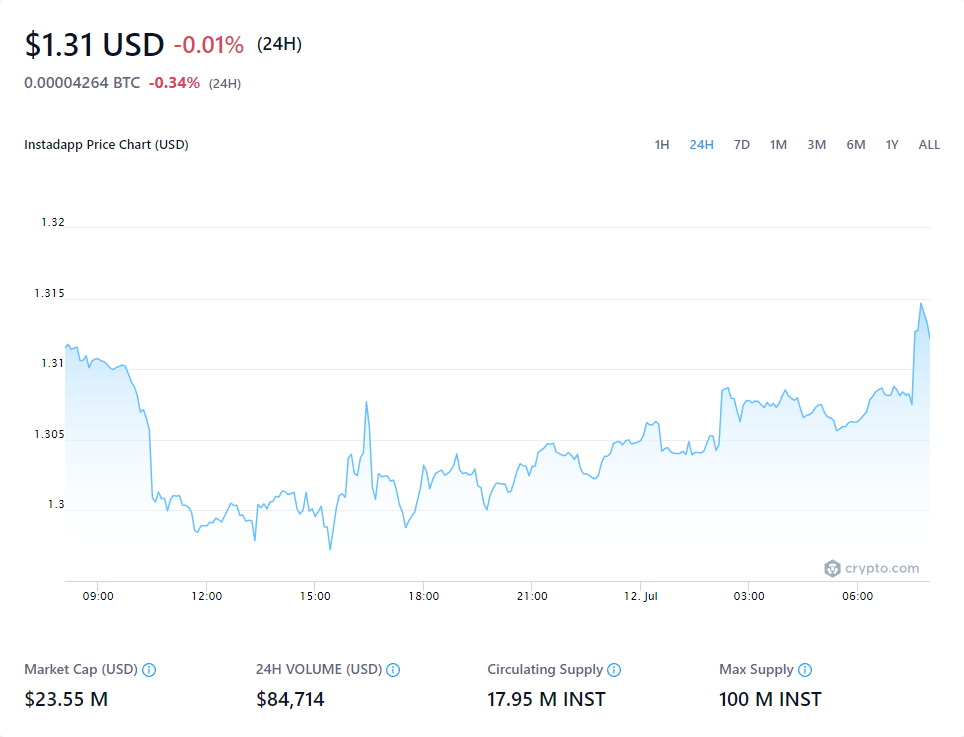 $1.31 USD -0.01% (24H)
0.00004264 BTC -0.34% (24H)
Instadapp Price Chart (USD) 1H 24H 7D 1M 3M 6M 1Y ALL
1.32
1.315
1.31
1.305
1.3
crypto.com
09:00 12:00 15:00 18:00 21:00 12. Jul 03:00 06:00
Market Cap (USD) 24H VOLUME (USD) Circulating Supply Max Supply
$23.55 M $84,714 17.95 M INST 100 M INST